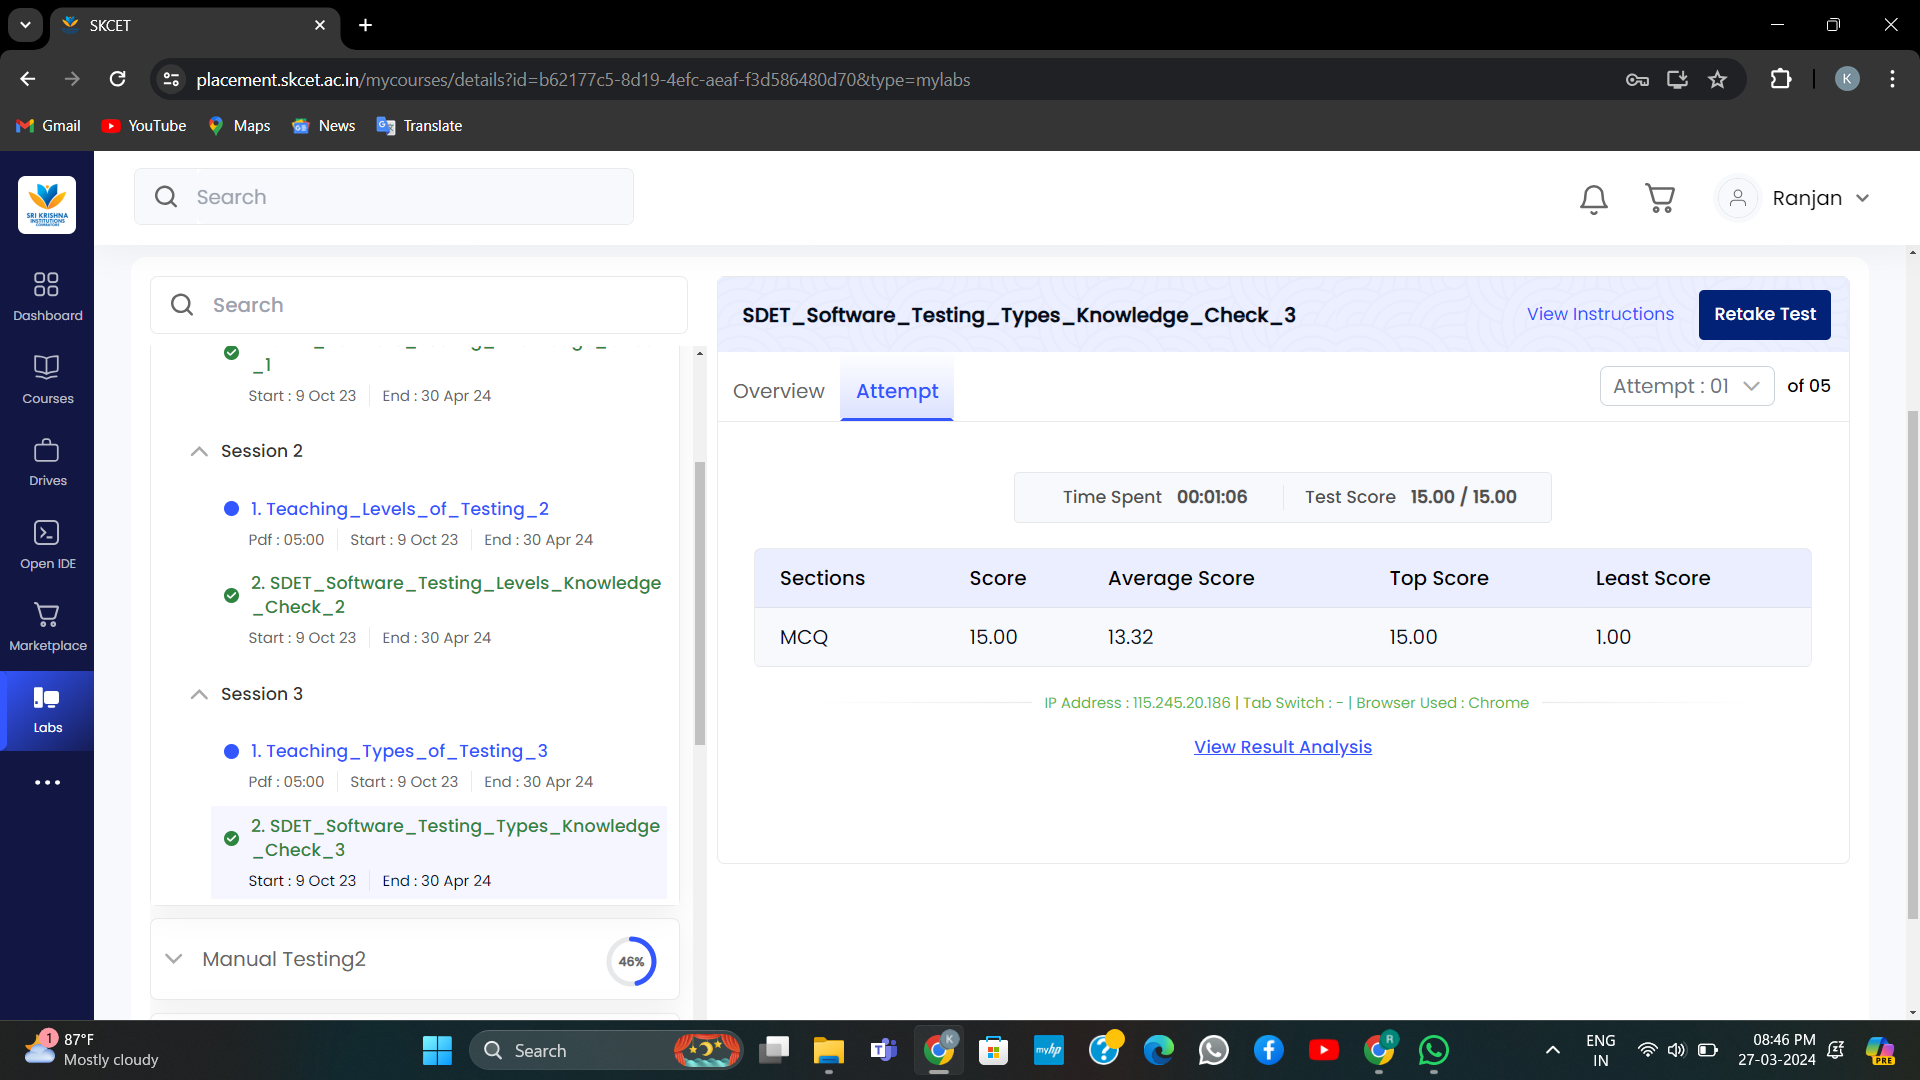 SKCET
placement.skcet.ac.in/mycourses/details?id=b62177c5-8d19-4efc-aeaf-f3d586480d70&type=mylabs
K
Gmail
YouTube
Maps
News
Translate
SRI KRISHNA
INSTITUTIONS
Search
Ranjan
Dashboard
Courses
Drives
Open IDE
Marketplace
Labs
Search
_1
Start : 9 Oct 23 End : 30 Apr 24
Session 2
1. Teaching_Levels_of_Testing_2
Pdf : 05:00 Start : 9 Oct 23 End : 30 Apr 24
2. SDET_Software_Testing_Levels_Knowledge
_Check_2
Start : 9 Oct 23 End : 30 Apr 24
Session 3
1. Teaching_Types_of_Testing_3
Pdf : 05:00 Start : 9 Oct 23 End : 30 Apr 24
2. SDET_Software_Testing_Types_Knowledge
_Check_3
Start : 9 Oct 23 End : 30 Apr 24
Manual Testing2
46%
SDET_Software_Testing_Types_Knowledge_Check_3
View Instructions
Retake Test
Overview
Attempt
Attempt : 01 of 05
Time Spent 00:01:06 Test Score 15.00 / 15.00
Sections Score Average Score Top Score Least Score
MCQ 15.00 13.32 15.00 1.00
IP Address : 115.245.20.186 | Tab Switch : - | Browser Used : Chrome
View Result Analysis
1
87°F
Mostly cloudy
Search
K
myhp
R
ENG
IN
08:46 PM
27-03-2024
PRE